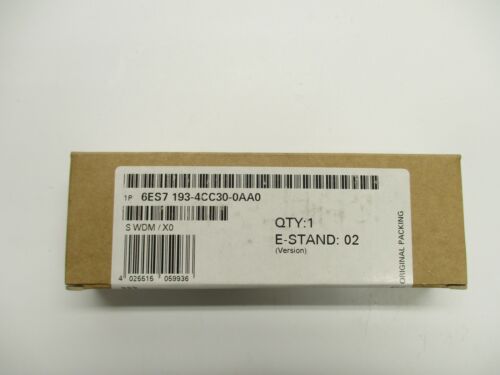 1P 6ES7 193-4CC30-0AA0
S WDM / X0
QTY:1
E-STAND: 02
(Version)
4 025515 059936
ORIGINAL PACKING